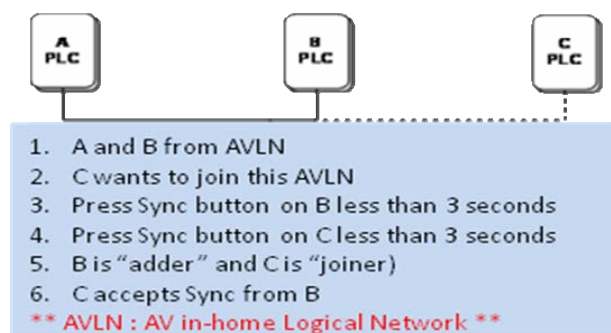 A
PLC
B
PLC
C
PLC
1. A and B from AVLN
2. C wants to join this AVLN
3. Press Sync button on B less than 3 seconds
4. Press Sync button on C less than 3 seconds
5. B is “adder” and C is “joiner)
6. C accepts Sync from B
** AVLN : AV in-home Logical Network **